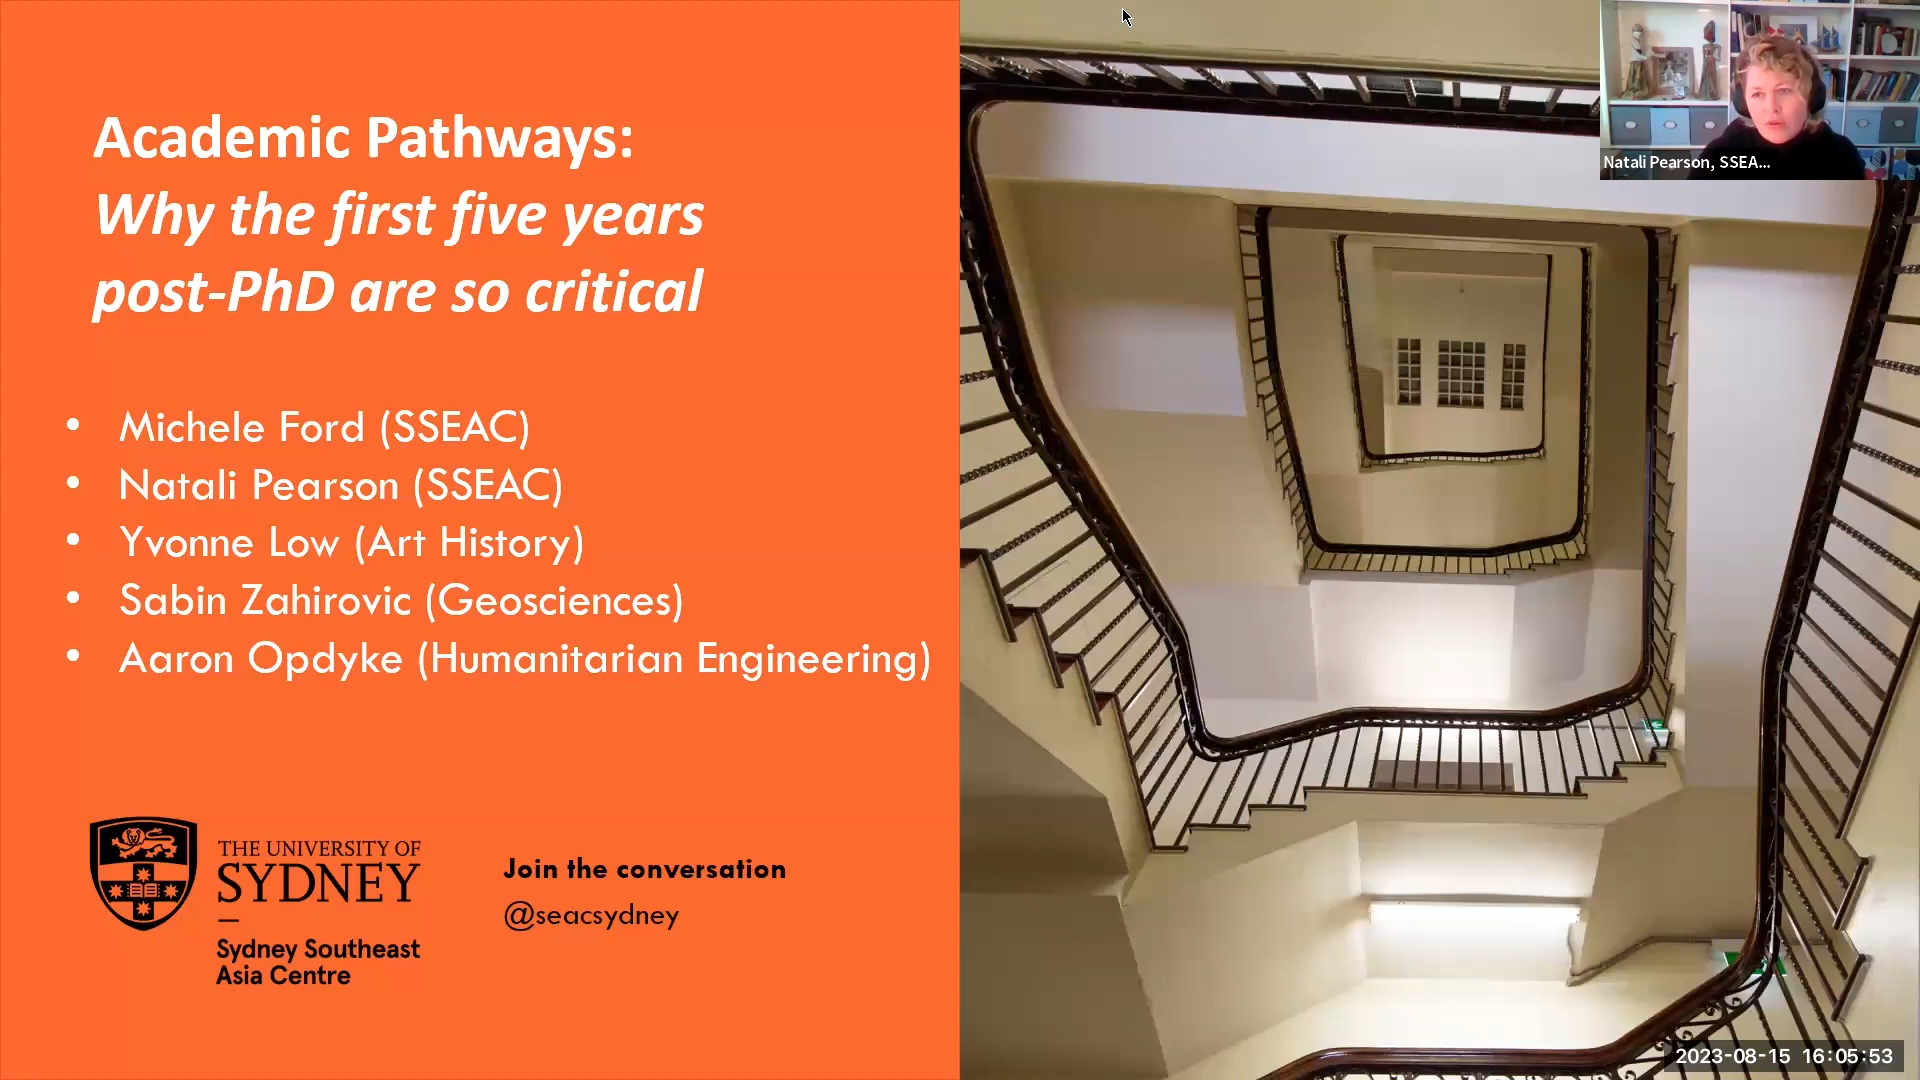 Academic Pathways:
Why the first five years
post-PhD are so critical
• Michele Ford (SSEAC)
• Natali Pearson (SSEAC)
• Yvonne Low (Art History)
• Sabin Zahirovic (Geosciences)
• Aaron Opdyke (Humanitarian Engineering)
THE UNIVERSITY OF
SYDNEY
Sydney Southeast
Asia Centre
Join the conversation
@seacsydney
Natali Pearson, SSEA...
2023-08-15 16:05:53